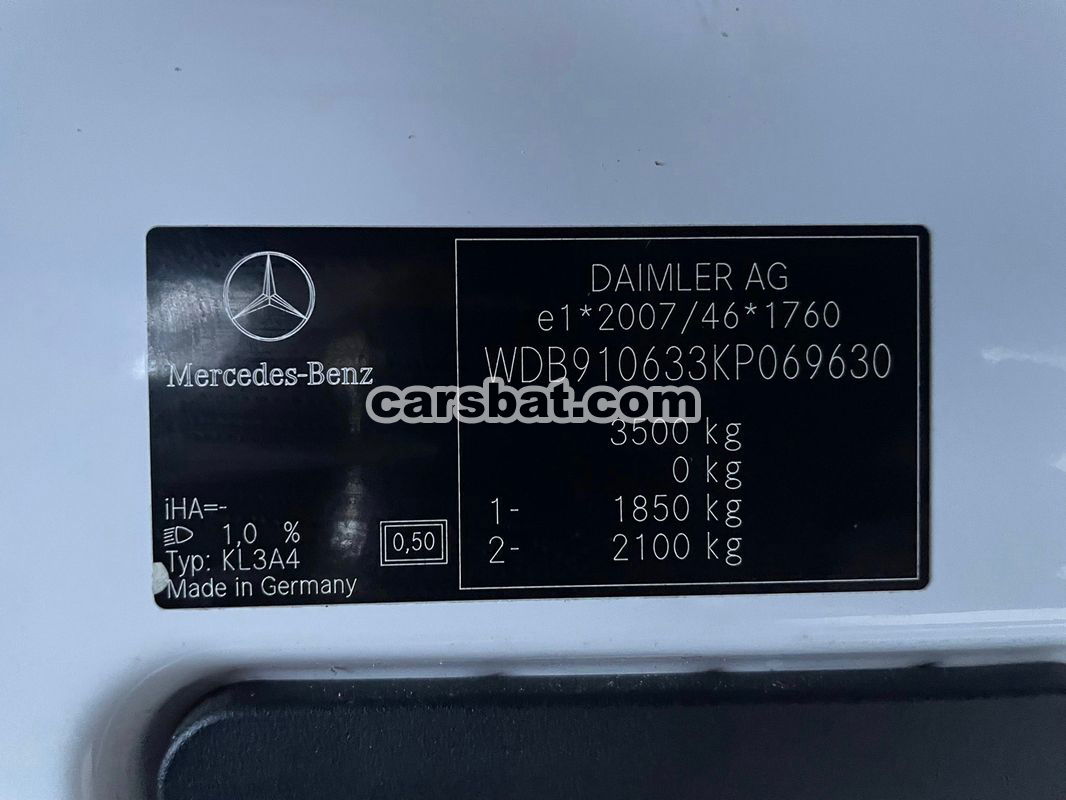 Mercedes-Benz
iHA=-
1,0 %
Typ: KL3A4
Made in Germany
0,50
DAIMLER AG
e1*2007/46*1760
WDB910633KP069630
carsbat.com
3500 kg
0 kg
1- 1850 kg
2- 2100 kg